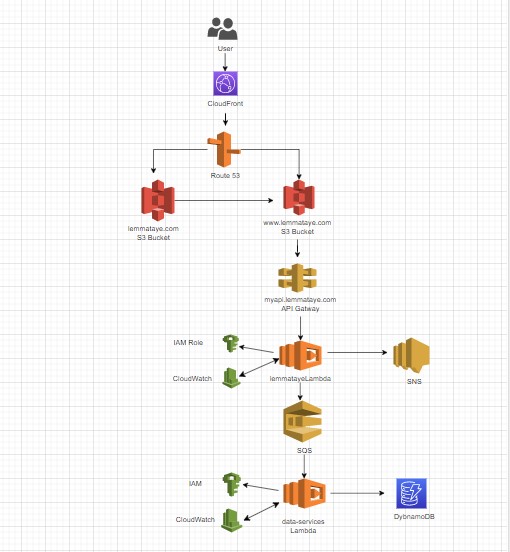 User
CloudFront
Route 53
lemmataye.com
S3 Bucket
www.lemmataye.com
S3 Bucket
myapi.lemmataye.com
API Gatway
IAM Role
CloudWatch
lemmatayeLambda
SNS
SQS
IAM
CloudWatch
data-services
Lambda
DybnamoDB